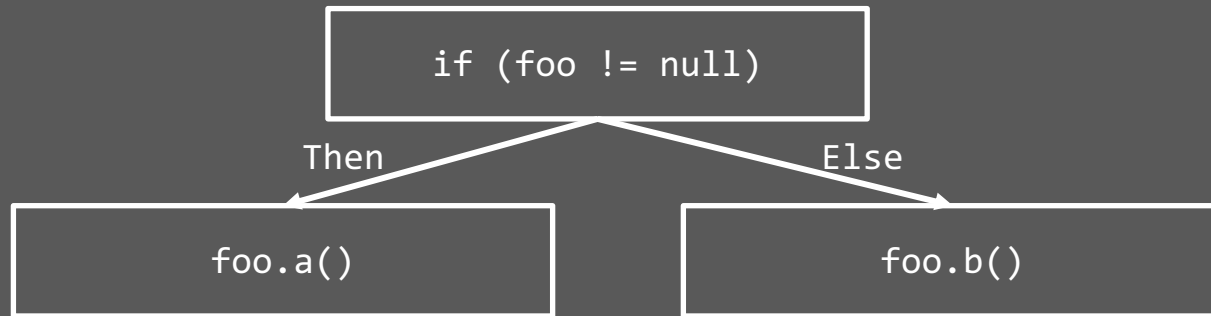 if (foo != null)
Then
Else
foo.a()
foo.b()